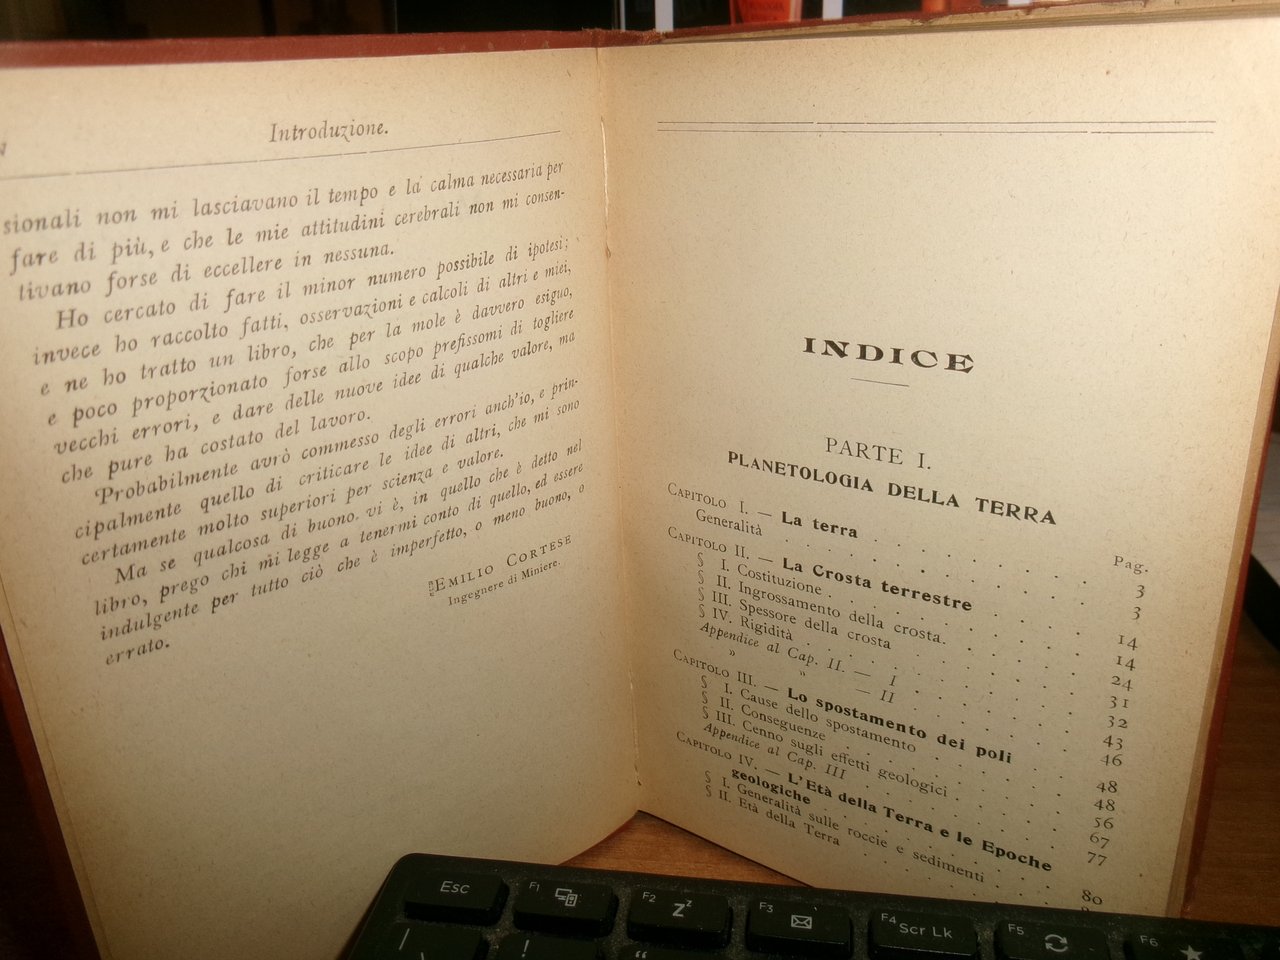 Introduzione.
sionali non mi lasciavano il tempo e la calma necessaria per
fare di più, e che le mie attitudini cerebrali non mi consen-
tivano forse di eccellere in nessuna.
Ho cercato di fare il minor numero possibile di ipotesi;
invece ho raccolto fatti, osservazioni e calcoli di altri e miei,
e ne ho tratto un libro, che per la mole è davvero esiguo,
e poco proporzionato forse allo scopo prefissomi di togliere
vecchi errori, e dare delle nuove idee di qualche valore, ma
che pure ha costato del lavoro.
Probabilmente avrò commesso degli errori anch'io, e prin-
cipalmente quello di criticare le idee di altri, che mi sono
certamente molto superiori per scienza e valore.
Ma se qualcosa di buono vi è, in quello che è detto nel
libro, prego chi mi legge a tenermi conto di quello, ed essere
indulgente per tutto ciò che è imperfetto, o meno buono, o
errato.
EMILIO CORTESE
Ingegnere di Miniere.
INDICE
PARTE I.
PLANETOLOGIA DELLA TERRA
Pag.
CAPITOLO I. — La terra . . . . . . . 3
Generalità . . . . . . . 3
CAPITOLO II. — La Crosta terrestre . . . . 14
§ I. Costituzione . . . . . . . 14
§ II. Ingrossamento della crosta. . . . . 24
§ III. Spessore della crosta . . . . . 31
§ IV. Rigidità . . . . . . . 32
Appendice al Cap. II. — I . . . . . 43
» » — II . . . . . 46
CAPITOLO III. — Lo spostamento dei poli . . 48
§ I. Cause dello spostamento . . . . 48
§ II. Conseguenze . . . . . . 56
§ III. Cenno sugli effetti geologici . . . . 67
Appendice al Cap. III . . . . . 77
CAPITOLO IV. — L'Età della Terra e le Epoche
geologiche . . . . . . . 80
§ I. Generalità sulle roccie e sedimenti . . .
§ II. Età della Terra . . . .
Esc
F1
F2
Zz
F3
F4
Scr Lk
F5
F6
!
"